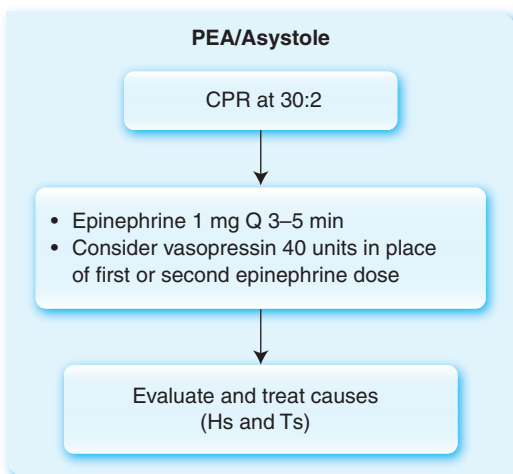 PEA/Asystole
CPR at 30:2
• Epinephrine 1 mg Q 3–5 min
• Consider vasopressin 40 units in place
of first or second epinephrine dose
Evaluate and treat causes
(Hs and Ts)